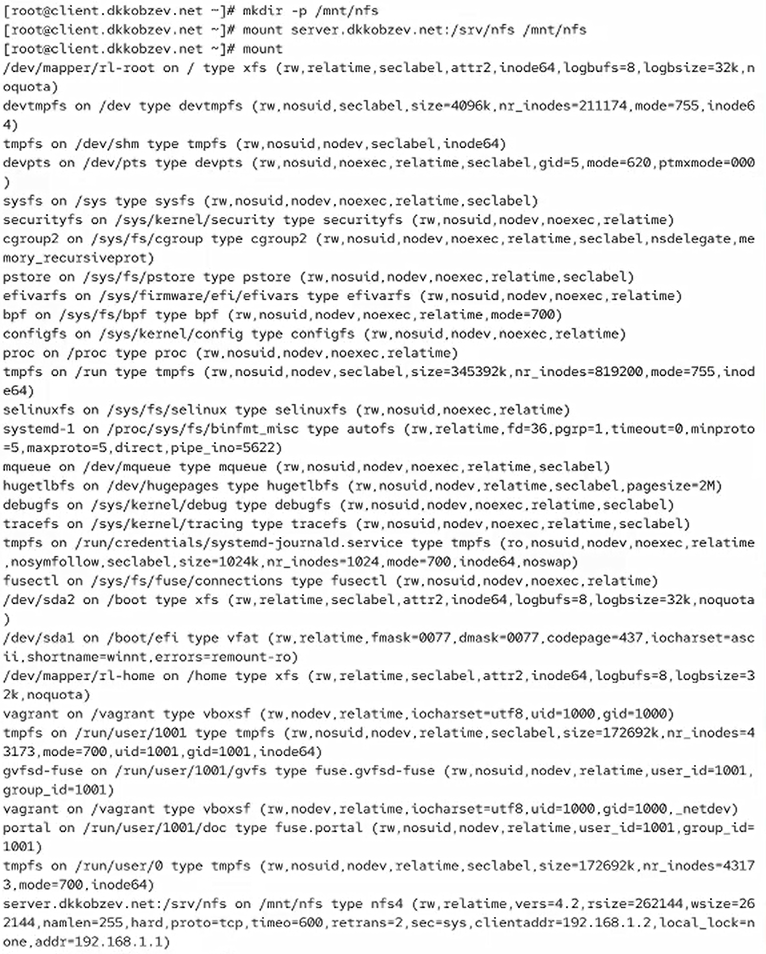 [root@client.dkkobzev.net ~]# mkdir -p /mnt/nfs
[root@client.dkkobzev.net ~]# mount server.dkkobzev.net:/srv/nfs /mnt/nfs
[root@client.dkkobzev.net ~]# mount
/dev/mapper/rl-root on / type xfs (rw,relatime,seclabel,attr2,inode64,logbufs=8,logbsize=32k,n
oquota)
devtmpfs on /dev type devtmpfs (rw,nosuid,seclabel,size=4096k,nr_inodes=211174,mode=755,inode6
4)
tmpfs on /dev/shm type tmpfs (rw,nosuid,nodev,seclabel,inode64)
devpts on /dev/pts type devpts (rw,nosuid,noexec,relatime,seclabel,gid=5,mode=620,ptmxmode=000
)
sysfs on /sys type sysfs (rw,nosuid,nodev,noexec,relatime,seclabel)
securityfs on /sys/kernel/security type securityfs (rw,nosuid,nodev,noexec,relatime)
cgroup2 on /sys/fs/cgroup type cgroup2 (rw,nosuid,nodev,noexec,relatime,seclabel,nsdelegate,me
mory_recursiveprot)
pstore on /sys/fs/pstore type pstore (rw,nosuid,nodev,noexec,relatime,seclabel)
efivarfs on /sys/firmware/efi/efivars type efivarfs (rw,nosuid,nodev,noexec,relatime)
bpf on /sys/fs/bpf type bpf (rw,nosuid,nodev,noexec,relatime,mode=700)
configfs on /sys/kernel/config type configfs (rw,nosuid,nodev,noexec,relatime)
proc on /proc type proc (rw,nosuid,nodev,noexec,relatime)
tmpfs on /run type tmpfs (rw,nosuid,nodev,seclabel,size=345392k,nr_inodes=819200,mode=755,inod
e64)
selinuxfs on /sys/fs/selinux type selinuxfs (rw,nosuid,noexec,relatime)
systemd-1 on /proc/sys/fs/binfmt_misc type autofs (rw,relatime,fd=36,pgrp=1,timeout=0,minproto
=5,maxproto=5,direct,pipe_ino=5622)
mqueue on /dev/mqueue type mqueue (rw,nosuid,nodev,noexec,relatime,seclabel)
hugetlbfs on /dev/hugepages type hugetlbfs (rw,nosuid,nodev,relatime,seclabel,pagesize=2M)
debugfs on /sys/kernel/debug type debugfs (rw,nosuid,nodev,noexec,relatime,seclabel)
tracefs on /sys/kernel/tracing type tracefs (rw,nosuid,nodev,noexec,relatime,seclabel)
tmpfs on /run/credentials/systemd-journald.service type tmpfs (ro,nosuid,nodev,noexec,relatime
,nosymfollow,seclabel,size=1024k,nr_inodes=1024,mode=700,inode64,noswap)
fusectl on /sys/fs/fuse/connections type fusectl (rw,nosuid,nodev,noexec,relatime)
/dev/sda2 on /boot type xfs (rw,relatime,seclabel,attr2,inode64,logbufs=8,logbsize=32k,noquota
)
/dev/sda1 on /boot/efi type vfat (rw,relatime,fmask=0077,dmask=0077,codepage=437,iocharset=asc
ii,shortname=winnt,errors=remount-ro)
/dev/mapper/rl-home on /home type xfs (rw,relatime,seclabel,attr2,inode64,logbufs=8,logbsize=3
2k,noquota)
vagrant on /vagrant type vboxsf (rw,nodev,relatime,iocharset=utf8,uid=1000,gid=1000)
tmpfs on /run/user/1001 type tmpfs (rw,nosuid,nodev,relatime,seclabel,size=172692k,nr_inodes=4
3173,mode=700,uid=1001,gid=1001,inode64)
gvfsd-fuse on /run/user/1001/gvfs type fuse.gvfsd-fuse (rw,nosuid,nodev,relatime,user_id=1001,
group_id=1001)
vagrant on /vagrant type vboxsf (rw,nodev,relatime,iocharset=utf8,uid=1000,gid=1000,_netdev)
portal on /run/user/1001/doc type fuse.portal (rw,nosuid,nodev,relatime,user_id=1001,group_id=
1001)
tmpfs on /run/user/0 type tmpfs (rw,nosuid,nodev,relatime,seclabel,size=172692k,nr_inodes=4317
3,mode=700,inode64)
server.dkkobzev.net:/srv/nfs on /mnt/nfs type nfs4 (rw,relatime,vers=4.2,rsize=262144,wsize=26
2144,namlen=255,hard,proto=tcp,timeo=600,retrans=2,sec=sys,clientaddr=192.168.1.2,local_lock=n
one,addr=192.168.1.1)